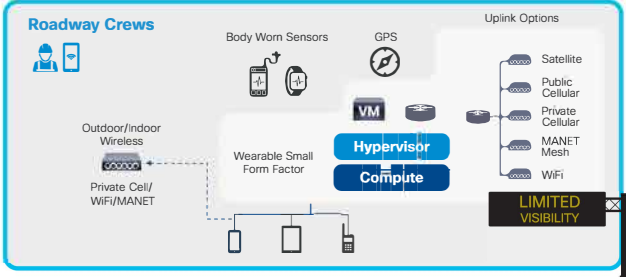 Roadway Crews
Body Worn Sensors
GPS
Uplink Options
Satellite
Public
Cellular
Private
Cellular
MANET
Mesh
WiFi
VM
Hypervisor
Compute
Wearable Small
Form Factor
Outdoor/Indoor
Wireless
Private Cell/
WiFi/MANET
LIMITED
VISIBILITY